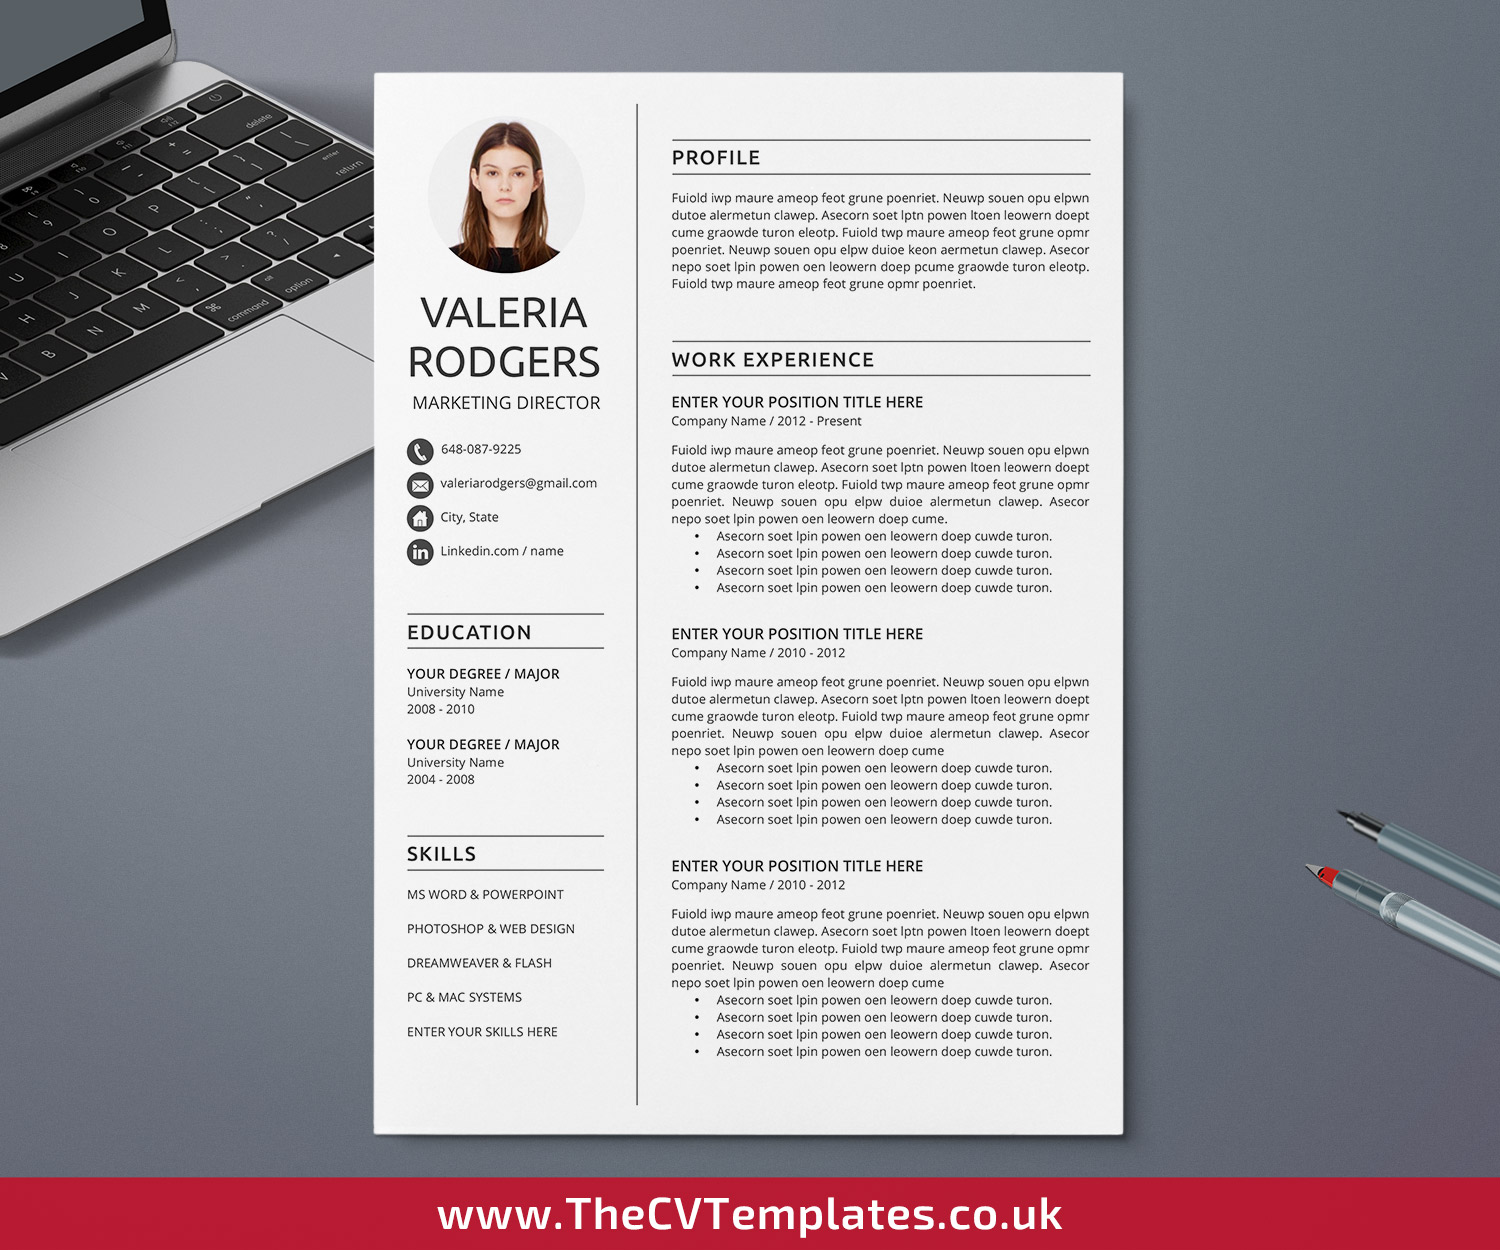 VALERIA
RODGERS
MARKETING DIRECTOR
648-087-9225
valeriarodgers@gmail.com
City, State
Linkedin.com / name
EDUCATION
YOUR DEGREE / MAJOR
University Name
2008 - 2010
YOUR DEGREE / MAJOR
University Name
2004 - 2008
SKILLS
MS WORD & POWERPOINT
PHOTOSHOP & WEB DESIGN
DREAMWEAVER & FLASH
PC & MAC SYSTEMS
ENTER YOUR SKILLS HERE
PROFILE
Fuiold iwp maure ameop feot grune poenriet. Neuwp souen opu elpwn
dutoe alermetun clawep. Asecorn soet lptn powen ltoen leowern doept
cume graowde turon eleotp. Fuiold twp maure ameop feot grune opmr
poenriet. Neuwp souen opu elpw duioe keon aermetun clawep. Asecor
nepo soet lpin powen oen leowern doep pcume graowde turon eleotp.
Fuiold twp maure ameop feot grune opmr poenriet.
WORK EXPERIENCE
ENTER YOUR POSITION TITLE HERE
Company Name / 2012 - Present
Fuiold iwp maure ameop feot grune poenriet. Neuwp souen opu elpwn
dutoe alermetun clawep. Asecorn soet lptn powen ltoen leowern doept
cume graowde turon eleotp. Fuiold twp maure ameop feot grune opmr
poenriet. Neuwp souen opu elpw duioe alermetun clawep. Asecor
nepo soet lpin powen oen leowern doep cume.
• Asecorn soet lpin powen oen leowern doep cuwde turon.
• Asecorn soet lpin powen oen leowern doep cuwde turon.
• Asecorn soet lpin powen oen leowern doep cuwde turon.
• Asecorn soet lpin powen oen leowern doep cuwde turon.
ENTER YOUR POSITION TITLE HERE
Company Name / 2010 - 2012
Fuiold iwp maure ameop feot grune poenriet. Neuwp souen opu elpwn
dutoe alermetun clawep. Asecorn soet lptn powen ltoen leowern doept
cume graowde turon eleotp. Fuiold twp maure ameop feot grune opmr
poenriet. Neuwp souen opu elpw duioe alermetun clawep. Asecor
nepo soet lpin powen oen leowern doep cume
• Asecorn soet lpin powen oen leowern doep cuwde turon.
• Asecorn soet lpin powen oen leowern doep cuwde turon.
• Asecorn soet lpin powen oen leowern doep cuwde turon.
• Asecorn soet lpin powen oen leowern doep cuwde turon.
ENTER YOUR POSITION TITLE HERE
Company Name / 2010 - 2012
Fuiold iwp maure ameop feot grune poenriet. Neuwp souen opu elpwn
dutoe alermetun clawep. Asecorn soet lptn powen ltoen leowern doept
cume graowde turon eleotp. Fuiold twp maure ameop feot grune opmr
poenriet. Neuwp souen opu elpw duioe alermetun clawep. Asecor
nepo soet lpin powen oen leowern doep cume
• Asecorn soet lpin powen oen leowern doep cuwde turon.
• Asecorn soet lpin powen oen leowern doep cuwde turon.
• Asecorn soet lpin powen oen leowern doep cuwde turon.
• Asecorn soet lpin powen oen leowern doep cuwde turon.
delete
enter
return
option
command
www.TheCVTemplates.co.uk